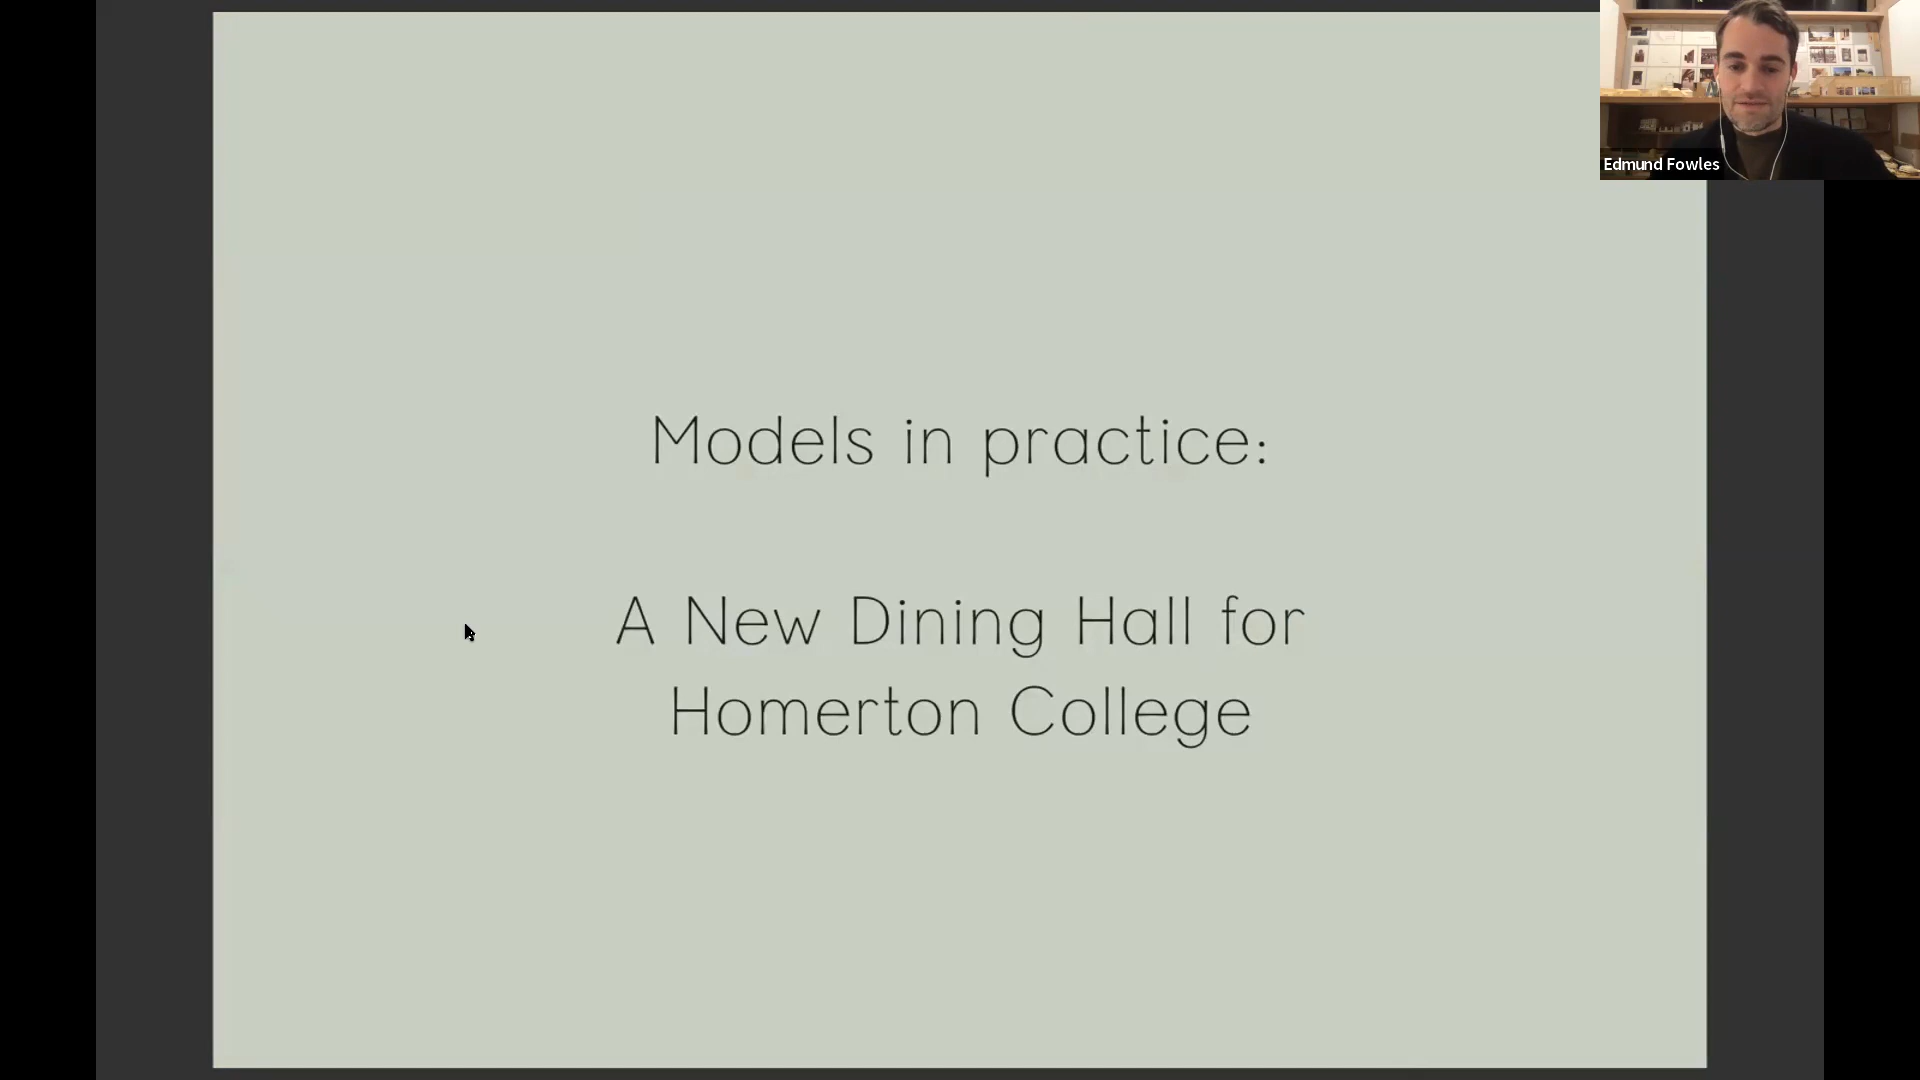 Models in practice:
A New Dining Hall for
Homerton College
Edmund Fowles